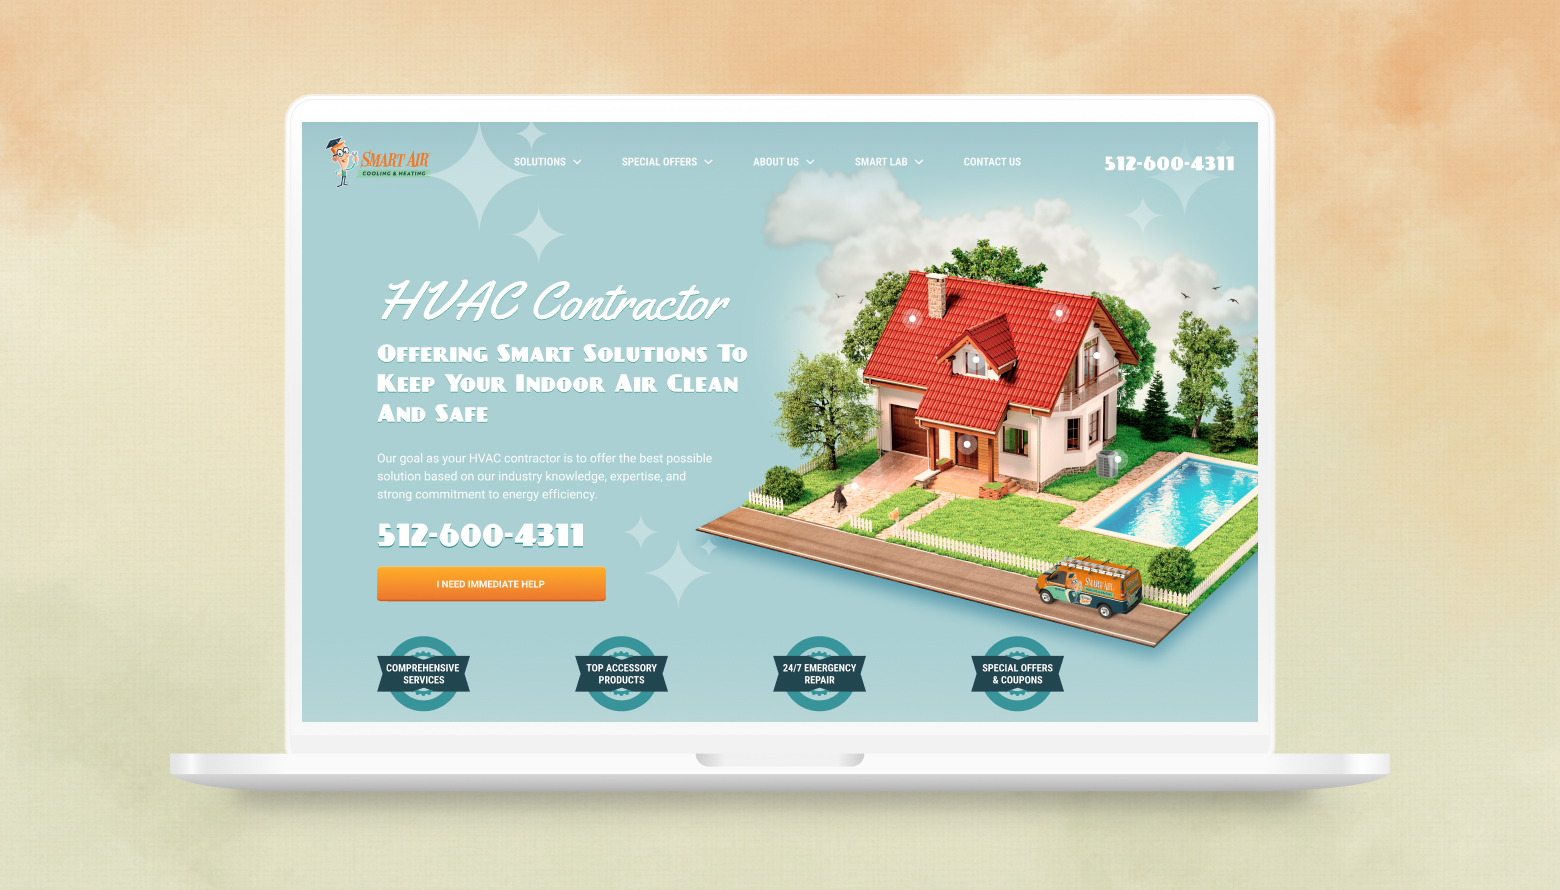 SMART AIR
COOLING & HEATING
SOLUTIONS
SPECIAL OFFERS
ABOUT US
SMART LAB
CONTACT US
512-600-4311
HVAC Contractor
OFFERING SMART SOLUTIONS TO
KEEP YOUR INDOOR AIR CLEAN
AND SAFE
Our goal as your HVAC contractor is to offer the best possible
solution based on our industry knowledge, expertise, and
strong commitment to energy efficiency.
512-600-4311
I NEED IMMEDIATE HELP
SMART AIR
COMPREHENSIVE
SERVICES
TOP ACCESSORY
PRODUCTS
24/7 EMERGENCY
REPAIR
SPECIAL OFFERS
& COUPONS